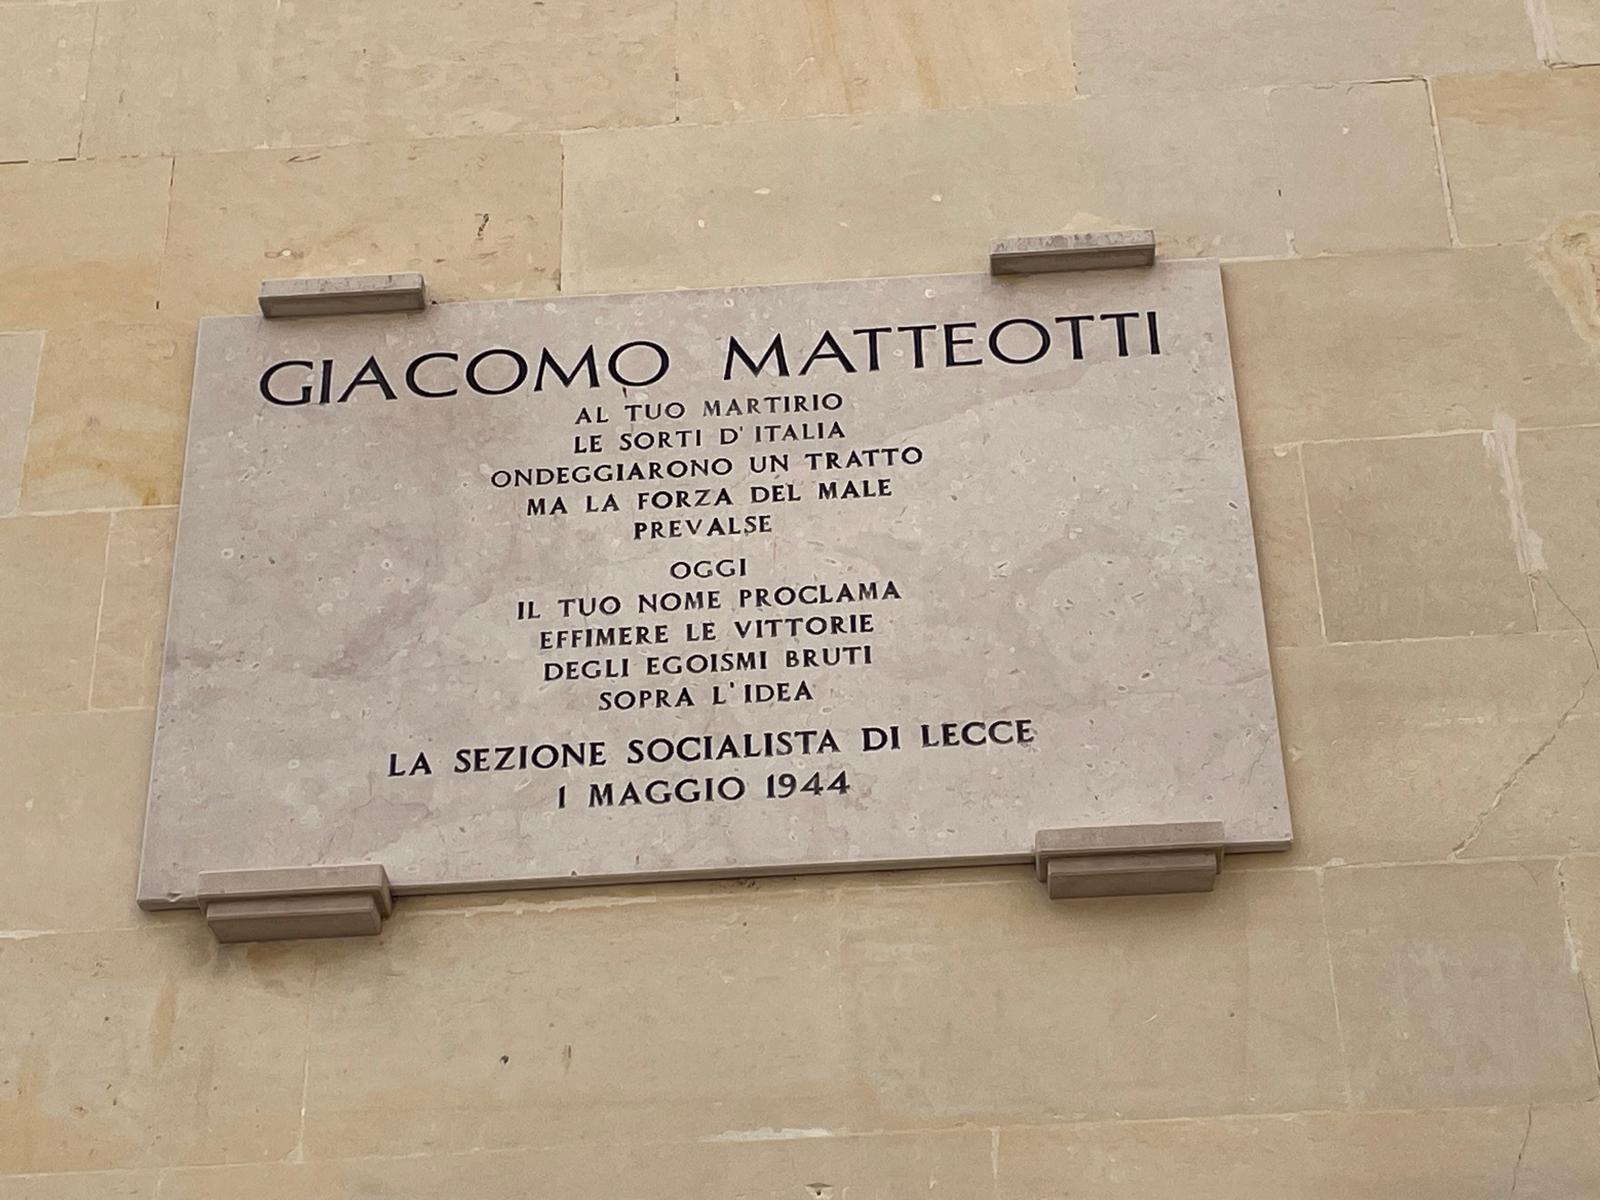 GIACOMO MATTEOTTI
AL TUO MARTIRIO
LE SORTI D'ITALIA
ONDEGGIARONO UN TRATTO
MA LA FORZA DEL MALE
PREVALSE
OGGI
IL TUO NOME PROCLAMA
EFFIMERE LE VITTORIE
DEGLI EGOISMI BRUTI
SOPRA L'IDEA
LA SEZIONE SOCIALISTA DI LECCE
1 MAGGIO 1944